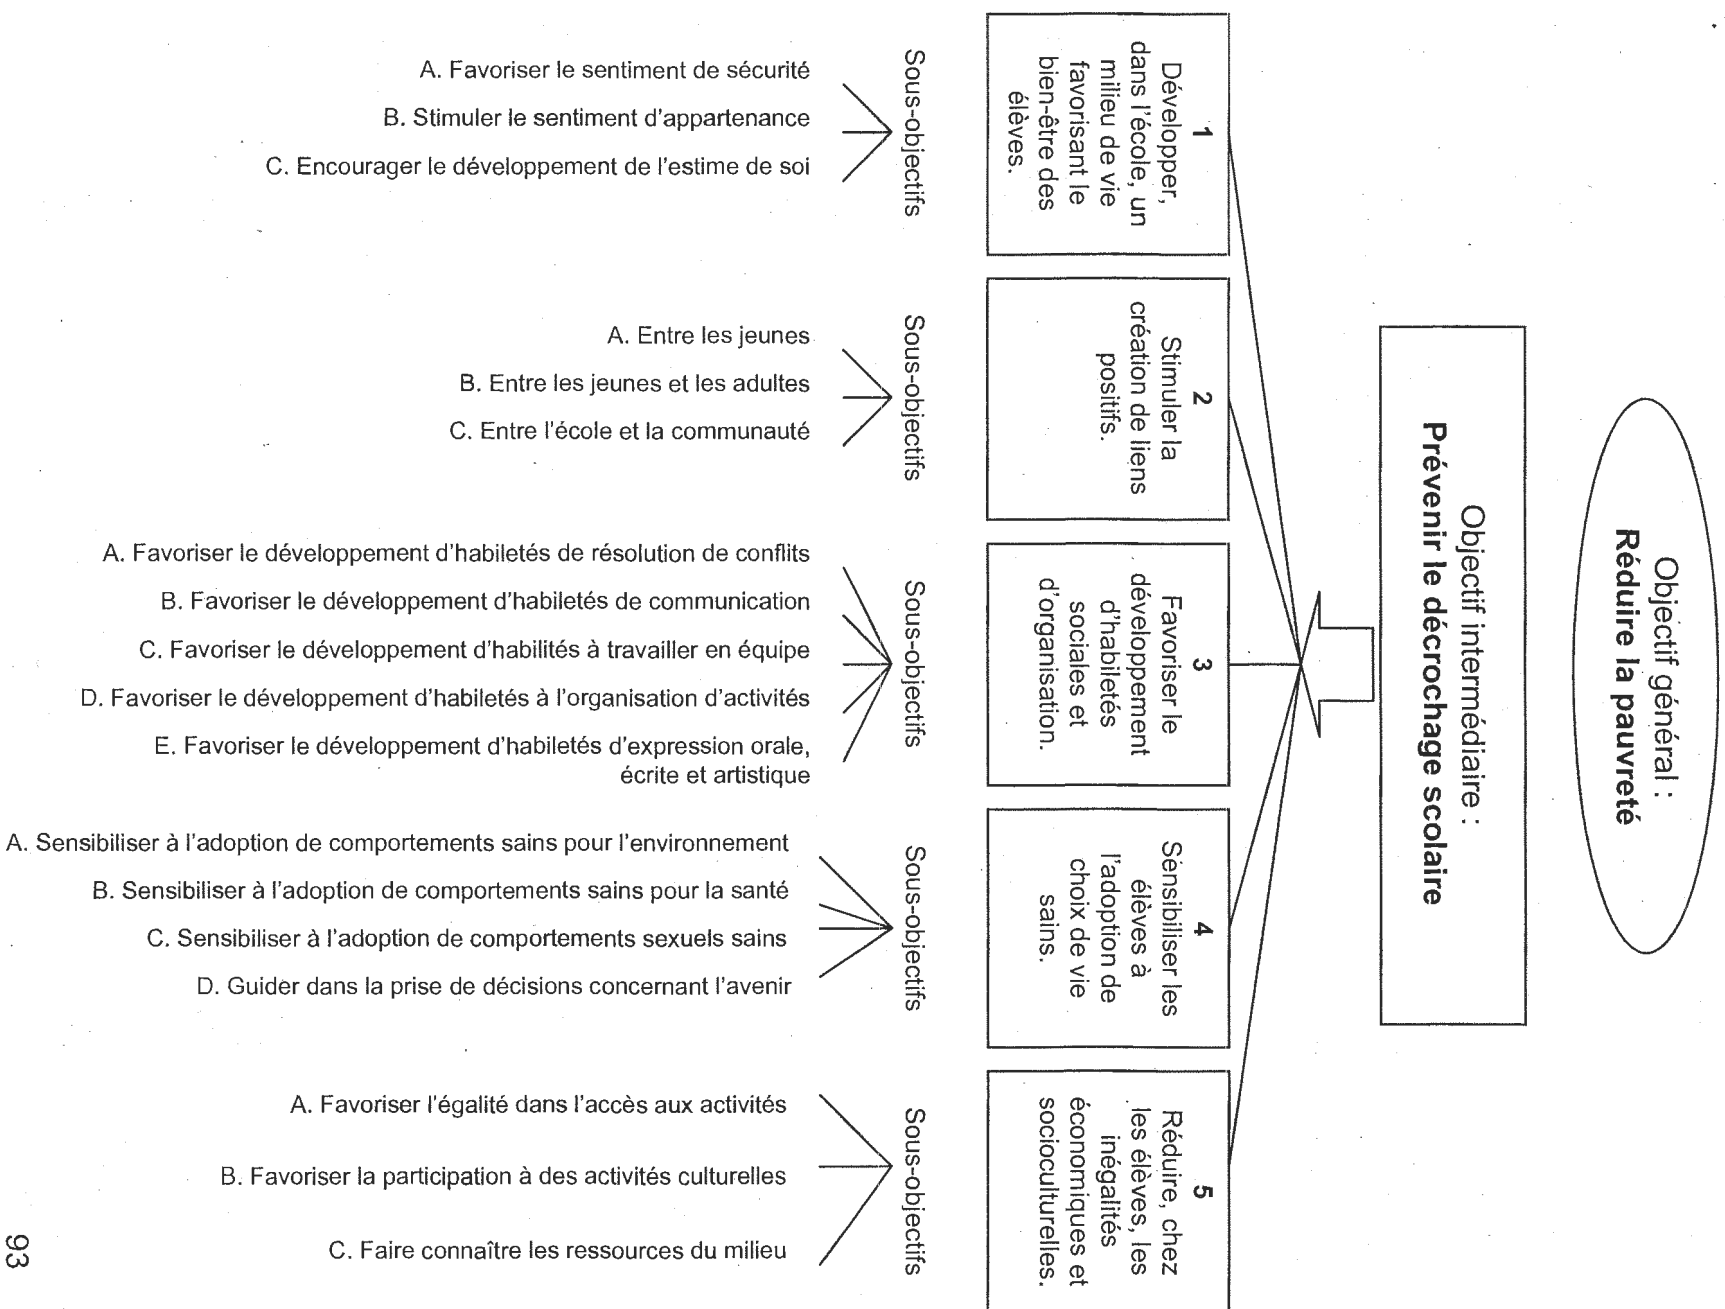 Objectif général :
Réduire la pauvreté
Objectif intermédiaire :
Prévenir le décrochage scolaire
1
Développer,
dans l'école, un
milieu de vie
favorisant le
bien-être des
élèves.
2
Stimuler la
création de liens
positifs.
3
Favoriser le
développement
d'habiletés
sociales et
d'organisation.
4
Sensibiliser les
élèves à
l'adoption de
choix de vie
sains.
5
Réduire, chez
les élèves, les
inégalités
économiques et
socioculturelles.
Sous-objectifs
A. Favoriser le sentiment de sécurité
B. Stimuler le sentiment d'appartenance
C. Encourager le développement de l'estime de soi
Sous-objectifs
A. Entre les jeunes
B. Entre les jeunes et les adultes
C. Entre l'école et la communauté
Sous-objectifs
A. Favoriser le développement d'habiletés de résolution de conflits
B. Favoriser le développement d'habiletés de communication
C. Favoriser le développement d'habilités à travailler en équipe
D. Favoriser le développement d'habiletés à l'organisation d'activités
E. Favoriser le développement d'habiletés d'expression orale,
écrite et artistique
Sous-objectifs
A. Sensibiliser à l'adoption de comportements sains pour l'environnement
B. Sensibiliser à l'adoption de comportements sains pour la santé
C. Sensibiliser à l'adoption de comportements sexuels sains
D. Guider dans la prise de décisions concernant l'avenir
Sous-objectifs
A. Favoriser l'égalité dans l'accès aux activités
B. Favoriser la participation à des activités culturelles
C. Faire connaître les ressources du milieu
93